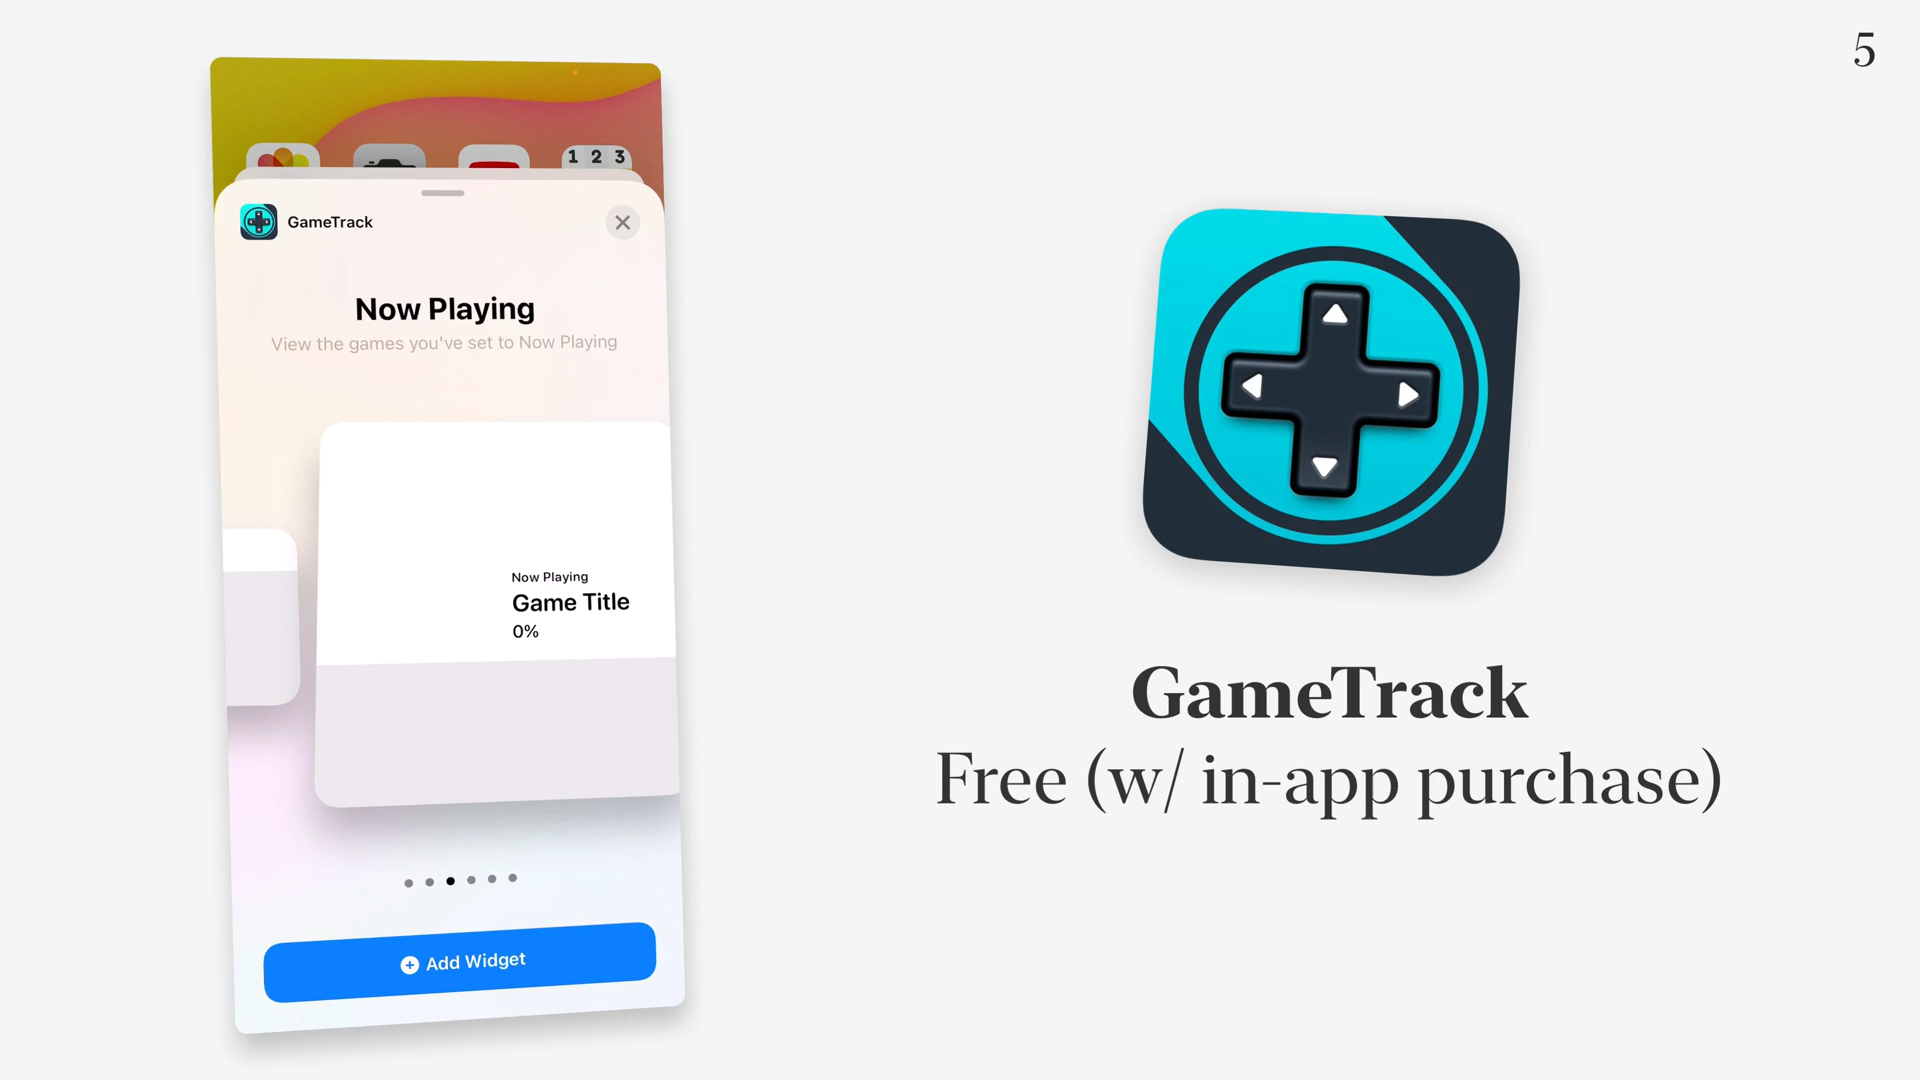 5
1 2 3
GameTrack
Now Playing
View the games you've set to Now Playing
Now Playing
Game Title
0%
Add Widget
GameTrack
Free (w/ in-app purchase)